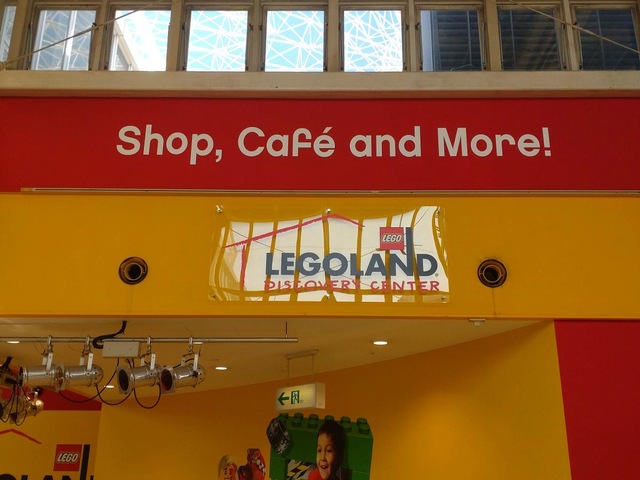 Shop, Café and More!
LEGO
LEGOLAND
DISCOVERY CENTER
LEGO